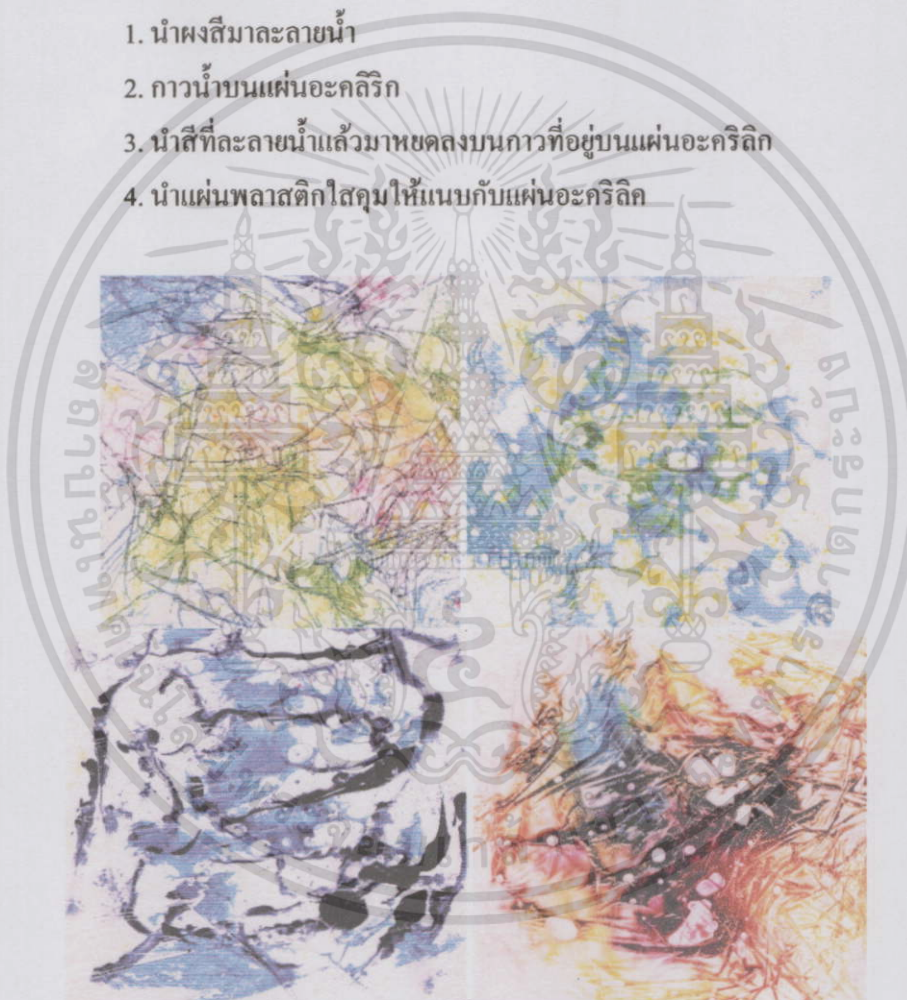 1. นำผงสีมาละลายน้ำ
2. กาวน้ำบนแผ่นอะคลิริก
3. นำสีที่ละลายน้ำแล้วมาหยดลงบนกาวที่อยู่บนแผ่นอะคริลิก
4. นำแผ่นพลาสติกใสคุมให้แนบกับแผ่นอะคริลิค